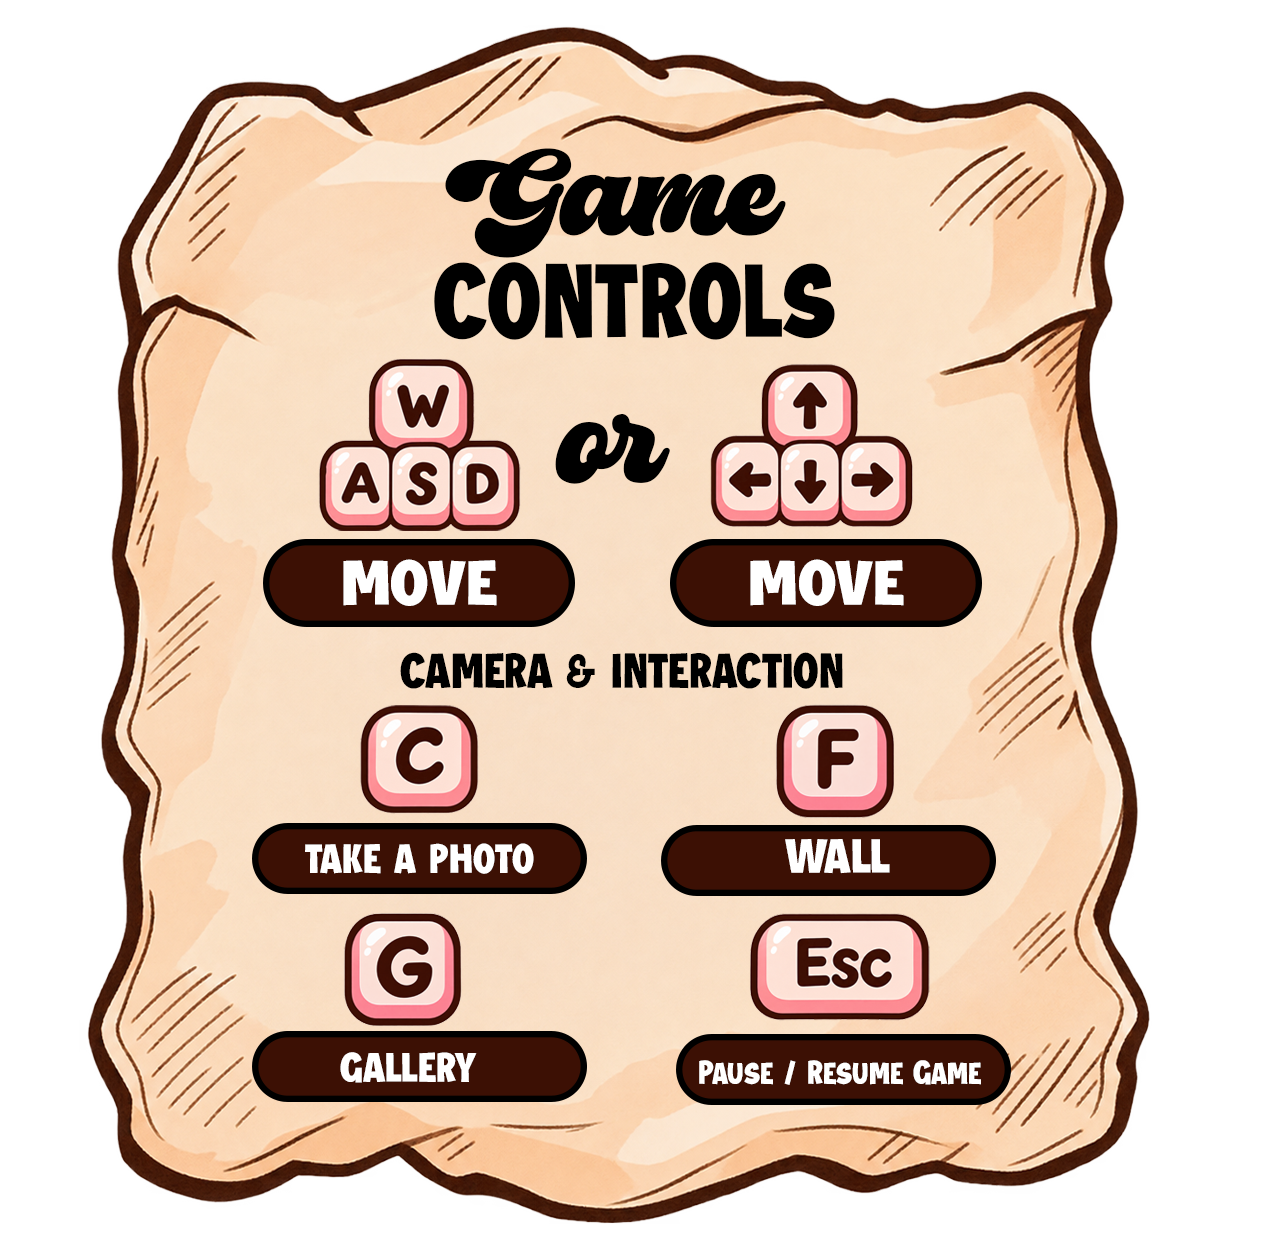 Game
CONTROLS
W
A S D
or
↑
← ↓ →
MOVE
MOVE
CAMERA & INTERACTION
C
F
TAKE A PHOTO
WALL
G
Esc
GALLERY
PAUSE / RESUME GAME